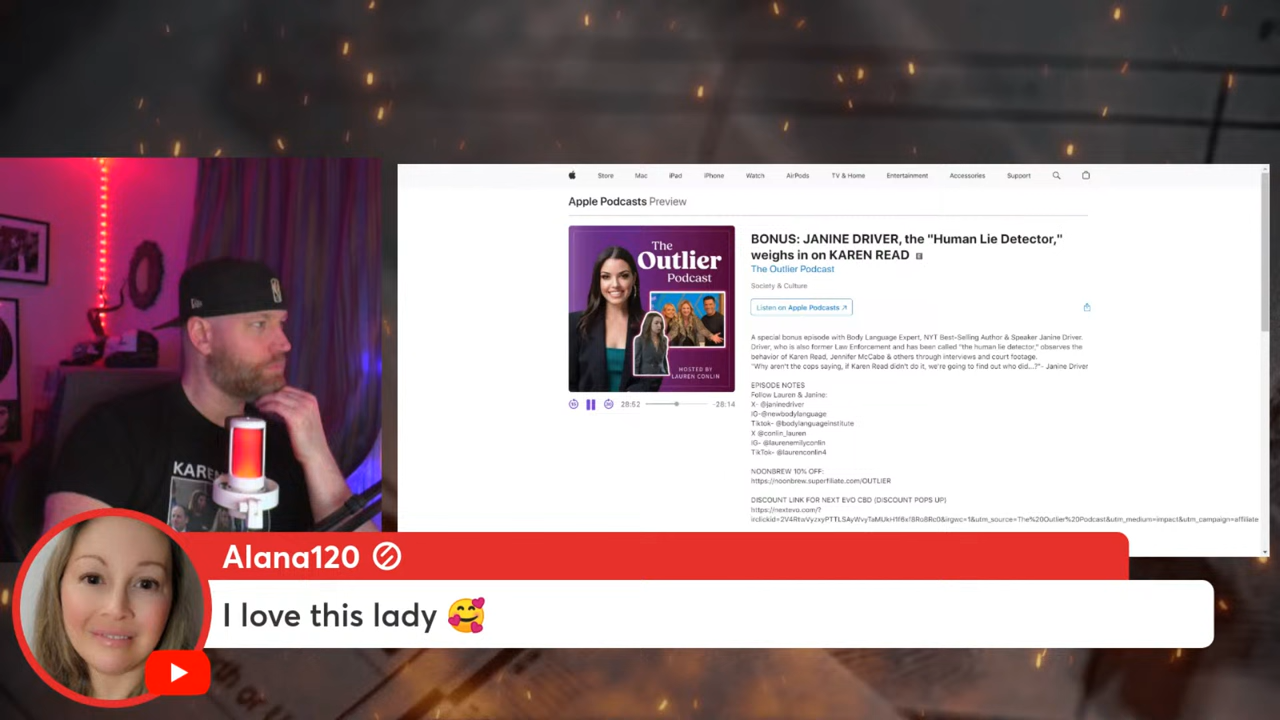 Store Mac iPad iPhone Watch AirPods TV & Home Entertainment Accessories Support
Apple Podcasts Preview
The
Outlier
Podcast
HOSTED BY
LAUREN CONLIN
28:52 -28:14
BONUS: JANINE DRIVER, the "Human Lie Detector,"
weighs in on KAREN READ E
The Outlier Podcast
Society & Culture
Listen on Apple Podcasts ↗
A special bonus episode with Body Language Expert, NYT Best-Selling Author & Speaker Janine Driver.
Driver, who is also former Law Enforcement and has been called "the human lie detector," observes the
behavior of Karen Read, Jennifer McCabe & others through interviews and court footage.
"Why aren't the cops saying, if Karen Read didn't do it, we're going to find out who did...?"- Janine Driver
EPISODE NOTES
Follow Lauren & Janine:
X- @janinedriver
IG-@newbodylanguage
Tiktok- @bodylanguageinstitute
X @conlin_lauren
IG- @laurenemilyconlin
TikTok- @laurenconlin4
NOONBREW 10% OFF:
https://noonbrew.superfiliate.com/OUTLIER
DISCOUNT LINK FOR NEXT EVO CBD (DISCOUNT POPS UP)
https://nextevo.com/?
KAREN
Alana120
I love this lady 🥰